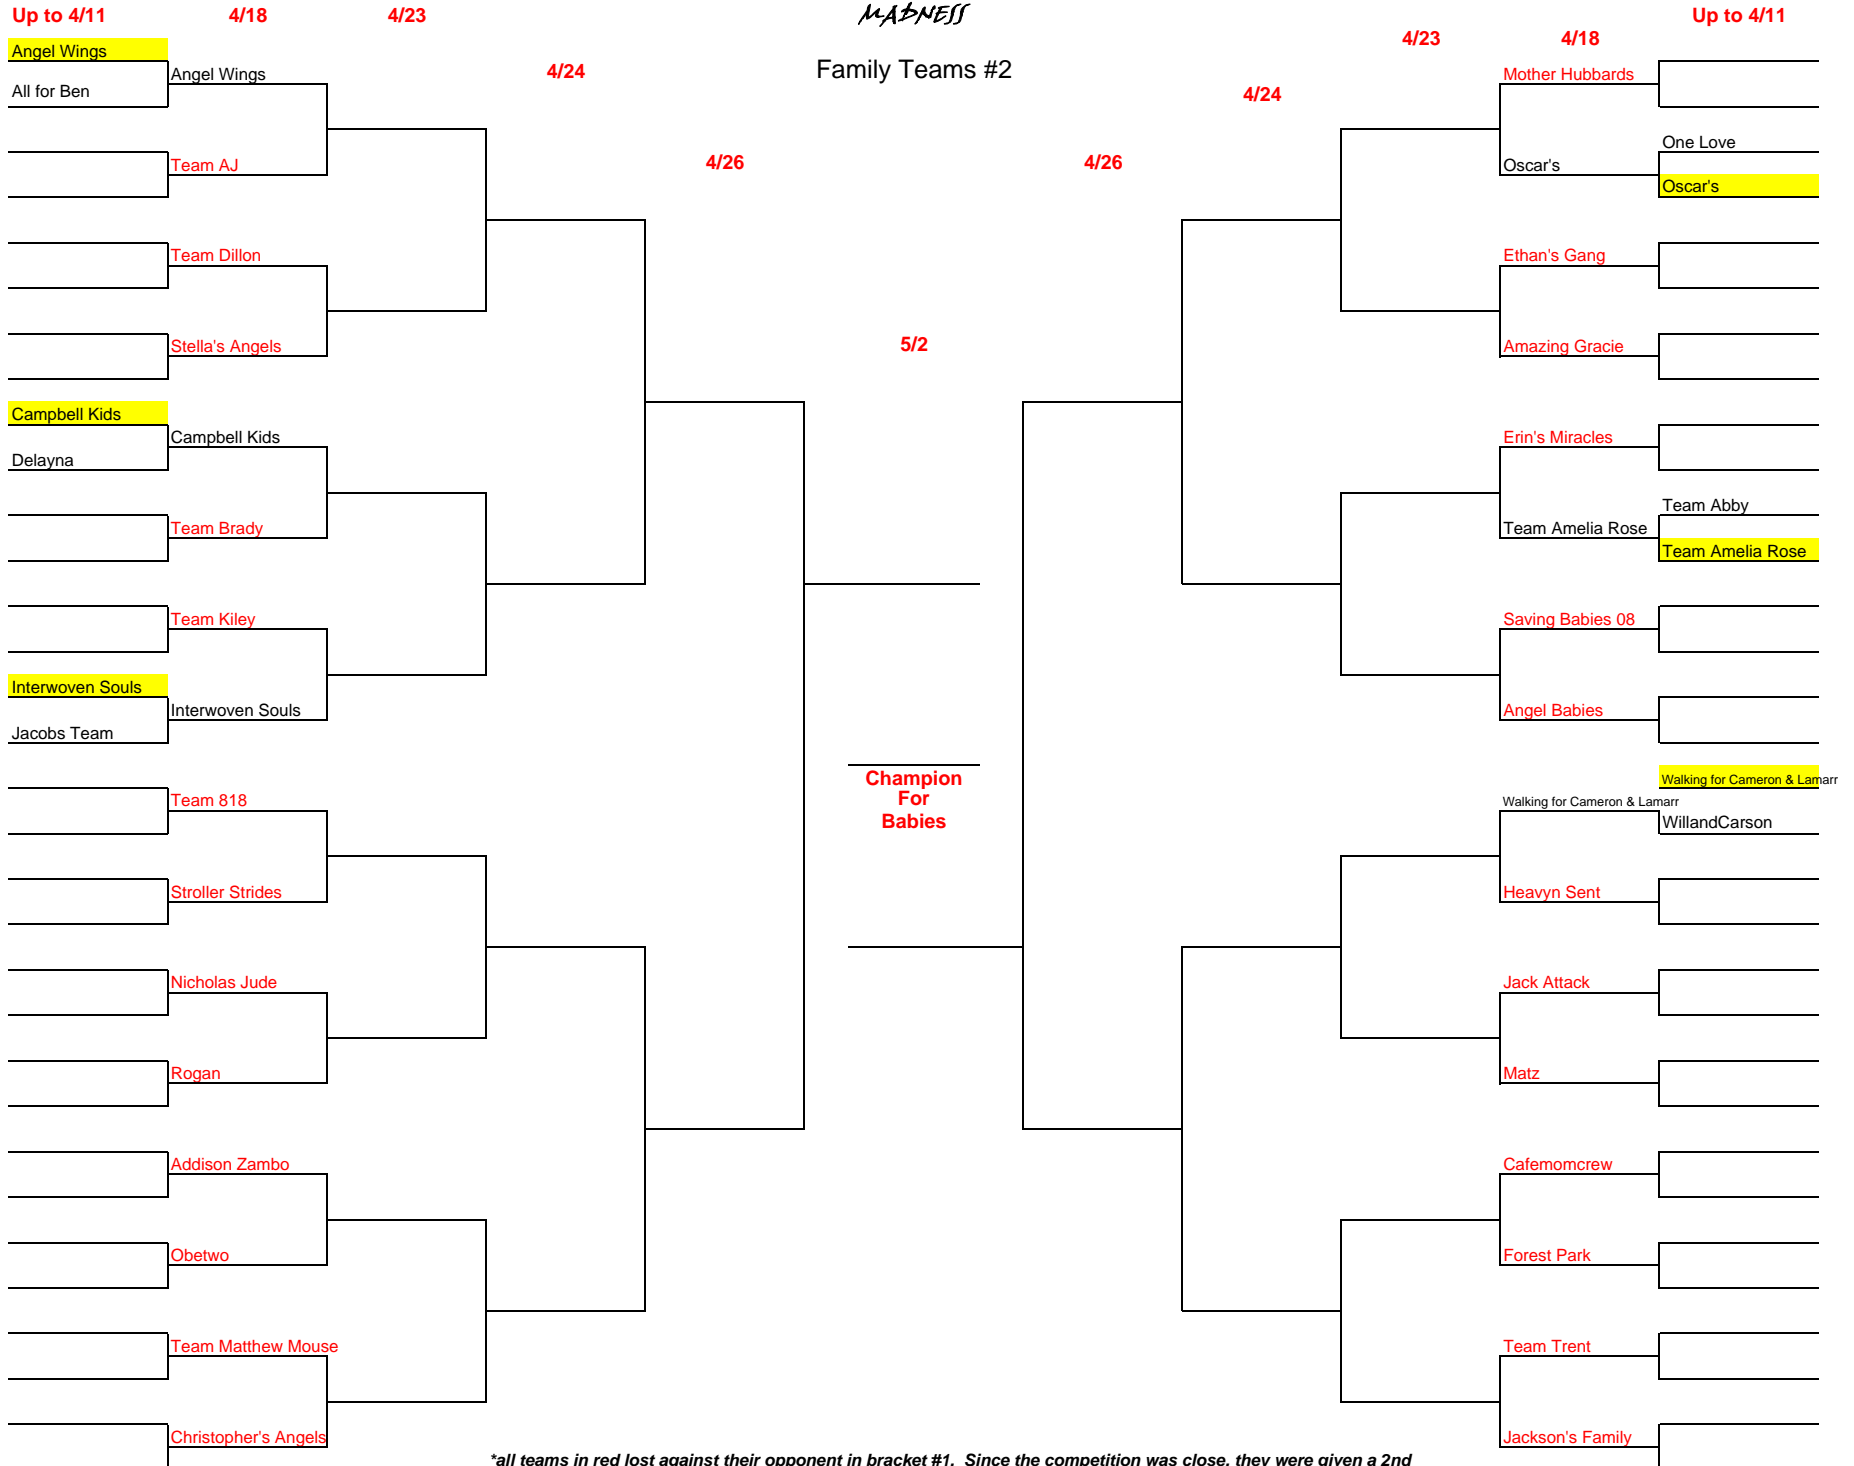 MADNESS
Family Teams #2
Up to 4/11
4/18
4/23
4/24
4/26
5/2
4/26
4/24
4/23
4/18
Up to 4/11
Angel Wings
All for Ben
Angel Wings
Team AJ
Team Dillon
Stella's Angels
Campbell Kids
Delayna
Campbell Kids
Team Brady
Team Kiley
Interwoven Souls
Jacobs Team
Interwoven Souls
Team 818
Stroller Strides
Nicholas Jude
Rogan
Addison Zambo
Obetwo
Team Matthew Mouse
Christopher's Angels
Champion
For
Babies
Mother Hubbards
One Love
Oscar's
Oscar's
Ethan's Gang
Amazing Gracie
Erin's Miracles
Team Abby
Team Amelia Rose
Team Amelia Rose
Saving Babies 08
Angel Babies
Walking for Cameron & Lamarr
Walking for Cameron & Lamarr
WillandCarson
Heavyn Sent
Jack Attack
Matz
Cafemomcrew
Forest Park
Team Trent
Jackson's Family
*all teams in red lost against their opponent in bracket #1. Since the competition was close, they were given a 2nd